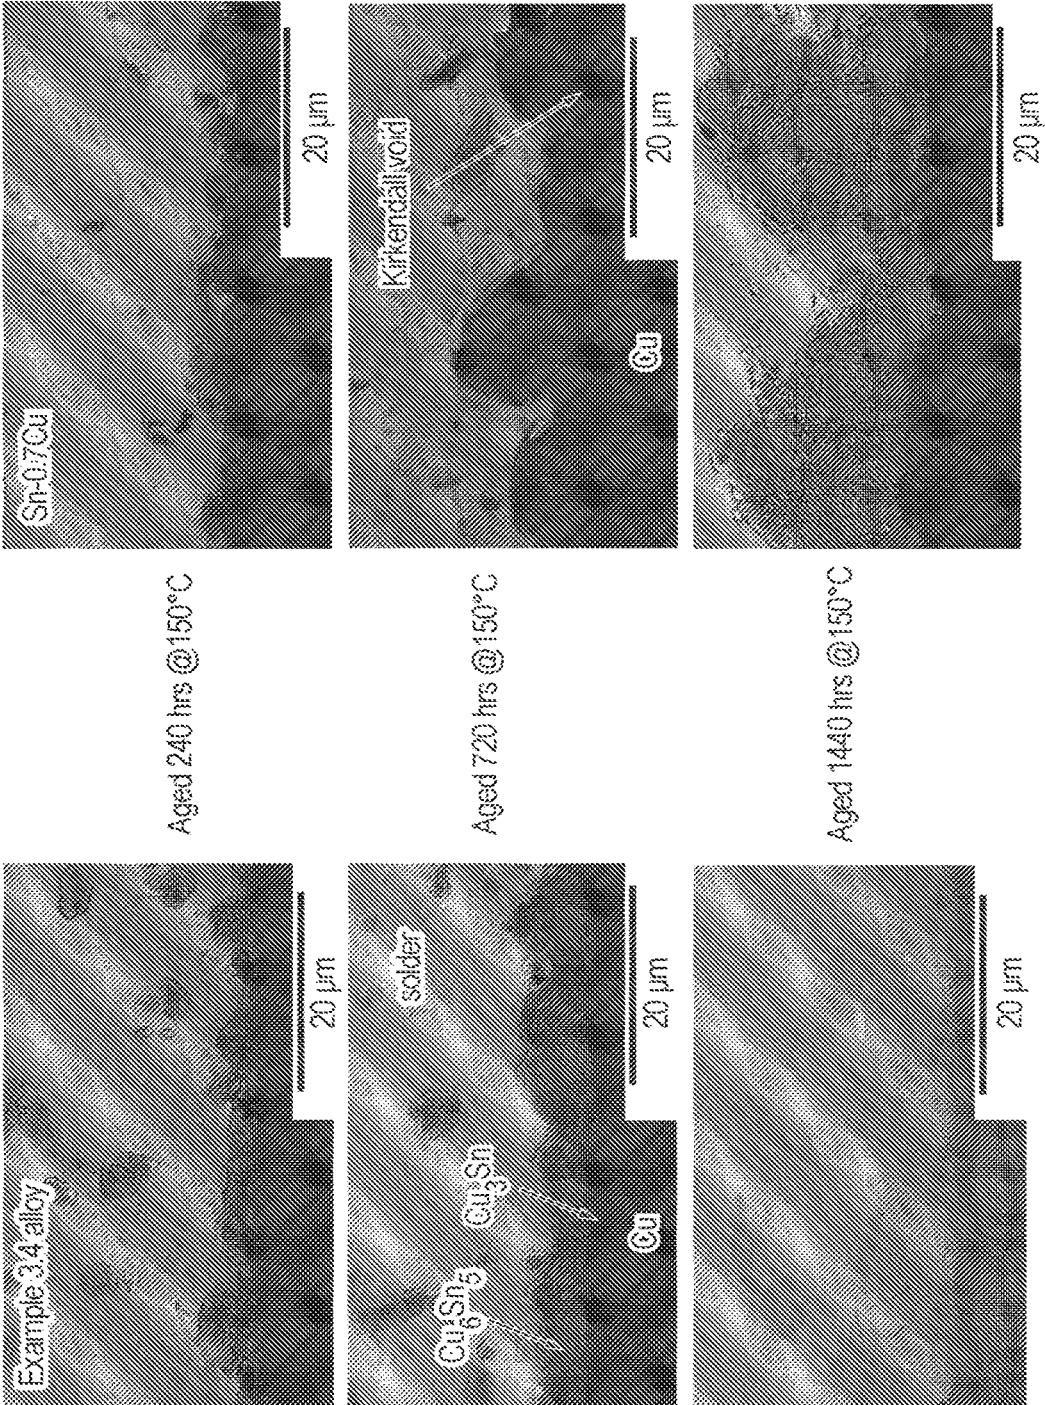 Example 3.4 alloy
20 µm
Aged 240 hrs @150°C
Sn-0.7Cu
20 µm
solder
Cu6Sn5
Cu3Sn
Cu
20 µm
Aged 720 hrs @150°C
Kirkendall void
Cu
20 µm
20 µm
Aged 1440 hrs @150°C
20 µm